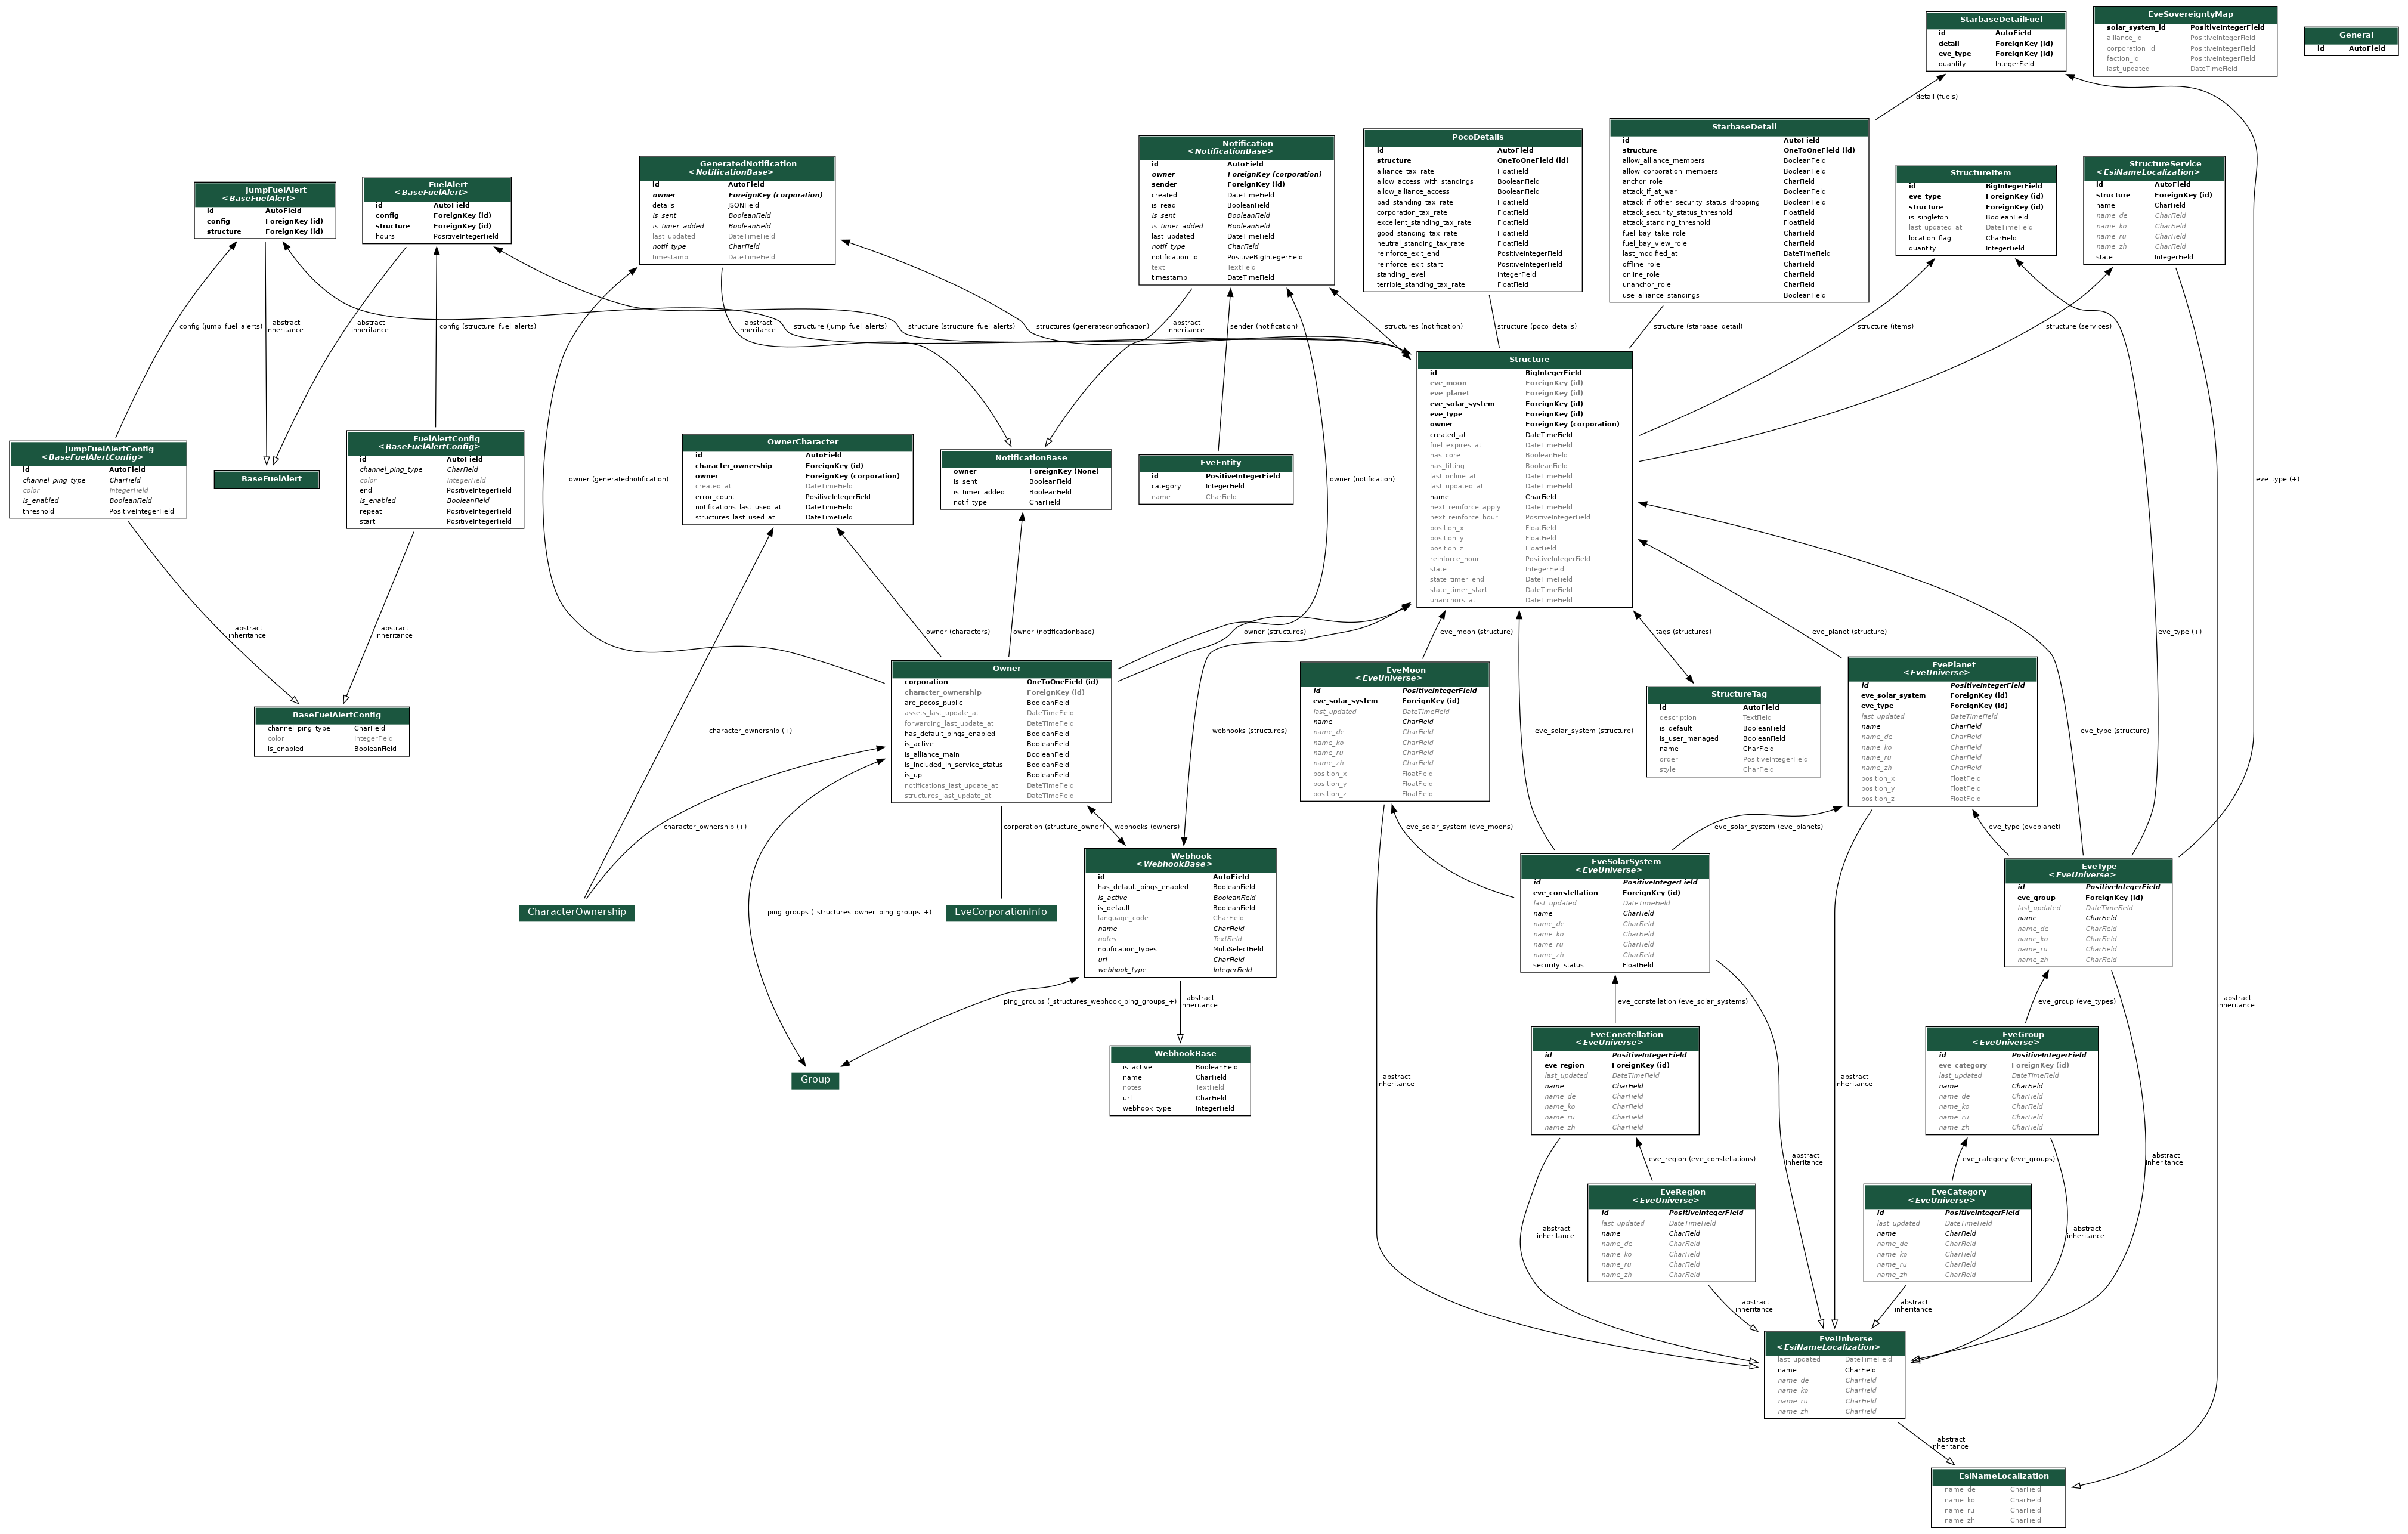 StarbaseDetailFuel
id AutoField
detail ForeignKey (id)
eve_type ForeignKey (id)
quantity IntegerField
EveSovereigntyMap
solar_system_id PositiveIntegerField
alliance_id PositiveIntegerField
corporation_id PositiveIntegerField
faction_id PositiveIntegerField
last_updated DateTimeField
General
id AutoField
detail (fuels)
JumpFuelAlert
<BaseFuelAlert>
id AutoField
config ForeignKey (id)
structure ForeignKey (id)
FuelAlert
<BaseFuelAlert>
id AutoField
config ForeignKey (id)
structure ForeignKey (id)
hours PositiveIntegerField
GeneratedNotification
<NotificationBase>
id AutoField
owner ForeignKey (corporation)
details JSONField
is_sent BooleanField
is_timer_added BooleanField
last_updated DateTimeField
notif_type CharField
timestamp DateTimeField
Notification
<NotificationBase>
id AutoField
owner ForeignKey (corporation)
sender ForeignKey (id)
created DateTimeField
is_read BooleanField
is_sent BooleanField
is_timer_added BooleanField
last_updated DateTimeField
notif_type CharField
notification_id PositiveBigIntegerField
text TextField
timestamp DateTimeField
PocoDetails
id AutoField
structure OneToOneField (id)
alliance_tax_rate FloatField
allow_access_with_standings BooleanField
allow_alliance_access BooleanField
bad_standing_tax_rate FloatField
corporation_tax_rate FloatField
excellent_standing_tax_rate FloatField
good_standing_tax_rate FloatField
neutral_standing_tax_rate FloatField
reinforce_exit_end PositiveIntegerField
reinforce_exit_start PositiveIntegerField
standing_level IntegerField
terrible_standing_tax_rate FloatField
StarbaseDetail
id AutoField
structure OneToOneField (id)
allow_alliance_members BooleanField
allow_corporation_members BooleanField
anchor_role CharField
attack_if_at_war BooleanField
attack_if_other_security_status_dropping BooleanField
attack_security_status_threshold FloatField
attack_standing_threshold FloatField
fuel_bay_take_role CharField
fuel_bay_view_role CharField
last_modified_at DateTimeField
offline_role CharField
online_role CharField
unanchor_role CharField
use_alliance_standings BooleanField
StructureItem
id BigIntegerField
eve_type ForeignKey (id)
structure ForeignKey (id)
is_singleton BooleanField
last_updated_at DateTimeField
location_flag CharField
quantity IntegerField
StructureService
<EsiNameLocalization>
id AutoField
structure ForeignKey (id)
name CharField
name_de CharField
name_ko CharField
name_ru CharField
name_zh CharField
state IntegerField
config (jump_fuel_alerts)
abstract
inheritance
abstract
inheritance
config (structure_fuel_alerts)
abstract
inheritance
structure (jump_fuel_alerts)
structure (structure_fuel_alerts)
structures (generatednotification)
abstract
inheritance
sender (notification)
structures (notification)
structure (poco_details)
structure (starbase_detail)
structure (items)
structure (services)
JumpFuelAlertConfig
<BaseFuelAlertConfig>
id AutoField
channel_ping_type CharField
color IntegerField
is_enabled BooleanField
threshold PositiveIntegerField
BaseFuelAlert
FuelAlertConfig
<BaseFuelAlertConfig>
id AutoField
channel_ping_type CharField
color IntegerField
end PositiveIntegerField
is_enabled BooleanField
repeat PositiveIntegerField
start PositiveIntegerField
owner (generatednotification)
OwnerCharacter
id AutoField
character_ownership ForeignKey (id)
owner ForeignKey (corporation)
created_at DateTimeField
error_count PositiveIntegerField
notifications_last_used_at DateTimeField
structures_last_used_at DateTimeField
NotificationBase
owner ForeignKey (None)
is_sent BooleanField
is_timer_added BooleanField
notif_type CharField
EveEntity
id PositiveIntegerField
category IntegerField
name CharField
owner (notification)
Structure
id BigIntegerField
eve_moon ForeignKey (id)
eve_planet ForeignKey (id)
eve_solar_system ForeignKey (id)
eve_type ForeignKey (id)
owner ForeignKey (corporation)
created_at DateTimeField
fuel_expires_at DateTimeField
has_core BooleanField
has_fitting BooleanField
last_online_at DateTimeField
last_updated_at DateTimeField
name CharField
next_reinforce_apply DateTimeField
next_reinforce_hour PositiveIntegerField
position_x FloatField
position_y FloatField
position_z FloatField
reinforce_hour PositiveIntegerField
state IntegerField
state_timer_end DateTimeField
state_timer_start DateTimeField
unanchors_at DateTimeField
eve_type (+)
abstract
inheritance
abstract
inheritance
owner (characters)
owner (notificationbase)
owner (structures)
eve_moon (structure)
tags (structures)
eve_planet (structure)
eve_type (+)
BaseFuelAlertConfig
channel_ping_type CharField
color IntegerField
is_enabled BooleanField
character_ownership (+)
Owner
corporation OneToOneField (id)
character_ownership ForeignKey (id)
are_pocos_public BooleanField
assets_last_update_at DateTimeField
forwarding_last_update_at DateTimeField
has_default_pings_enabled BooleanField
is_active BooleanField
is_alliance_main BooleanField
is_included_in_service_status BooleanField
is_up BooleanField
notifications_last_update_at DateTimeField
structures_last_update_at DateTimeField
webhooks (structures)
EveMoon
<EveUniverse>
id PositiveIntegerField
eve_solar_system ForeignKey (id)
last_updated DateTimeField
name CharField
name_de CharField
name_ko CharField
name_ru CharField
name_zh CharField
position_x FloatField
position_y FloatField
position_z FloatField
eve_solar_system (structure)
StructureTag
id AutoField
description TextField
is_default BooleanField
is_user_managed BooleanField
name CharField
order PositiveIntegerField
style CharField
EvePlanet
<EveUniverse>
id PositiveIntegerField
eve_solar_system ForeignKey (id)
eve_type ForeignKey (id)
last_updated DateTimeField
name CharField
name_de CharField
name_ko CharField
name_ru CharField
name_zh CharField
position_x FloatField
position_y FloatField
position_z FloatField
eve_type (structure)
character_ownership (+)
corporation (structure_owner)
webhooks (owners)
eve_solar_system (eve_moons)
eve_solar_system (eve_planets)
eve_type (eveplanet)
CharacterOwnership
ping_groups (_structures_owner_ping_groups_+)
EveCorporationInfo
Webhook
<WebhookBase>
id AutoField
has_default_pings_enabled BooleanField
is_active BooleanField
is_default BooleanField
language_code CharField
name CharField
notes TextField
notification_types MultiSelectField
url CharField
webhook_type IntegerField
EveSolarSystem
<EveUniverse>
id PositiveIntegerField
eve_constellation ForeignKey (id)
last_updated DateTimeField
name CharField
name_de CharField
name_ko CharField
name_ru CharField
name_zh CharField
security_status FloatField
EveType
<EveUniverse>
id PositiveIntegerField
eve_group ForeignKey (id)
last_updated DateTimeField
name CharField
name_de CharField
name_ko CharField
name_ru CharField
name_zh CharField
ping_groups (_structures_webhook_ping_groups_+)
abstract
inheritance
eve_constellation (eve_solar_systems)
eve_group (eve_types)
abstract
inheritance
Group
WebhookBase
is_active BooleanField
name CharField
notes TextField
url CharField
webhook_type IntegerField
abstract
inheritance
EveConstellation
<EveUniverse>
id PositiveIntegerField
eve_region ForeignKey (id)
last_updated DateTimeField
name CharField
name_de CharField
name_ko CharField
name_ru CharField
name_zh CharField
abstract
inheritance
EveGroup
<EveUniverse>
id PositiveIntegerField
eve_category ForeignKey (id)
last_updated DateTimeField
name CharField
name_de CharField
name_ko CharField
name_ru CharField
name_zh CharField
eve_region (eve_constellations)
abstract
inheritance
eve_category (eve_groups)
abstract
inheritance
abstract
inheritance
EveRegion
<EveUniverse>
id PositiveIntegerField
last_updated DateTimeField
name CharField
name_de CharField
name_ko CharField
name_ru CharField
name_zh CharField
EveCategory
<EveUniverse>
id PositiveIntegerField
last_updated DateTimeField
name CharField
name_de CharField
name_ko CharField
name_ru CharField
name_zh CharField
abstract
inheritance
abstract
inheritance
abstract
inheritance
EveUniverse
<EsiNameLocalization>
last_updated DateTimeField
name CharField
name_de CharField
name_ko CharField
name_ru CharField
name_zh CharField
abstract
inheritance
EsiNameLocalization
name_de CharField
name_ko CharField
name_ru CharField
name_zh CharField